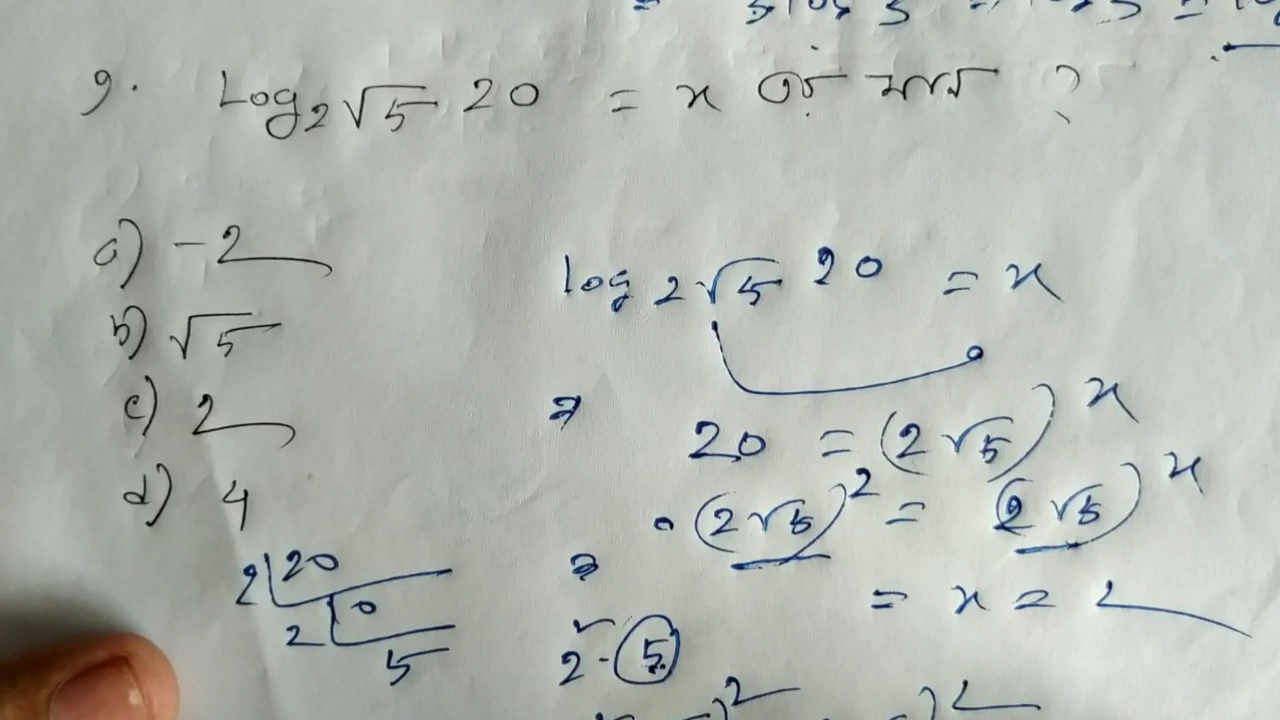 9. Log₂√5 20 = x এর মান ?
a) -2
b) √5
c) 2
d) 4
log 2√5 20 = x
⇒ 20 = (2√5)ˣ
(2√5)² = (2√5)ˣ
⇒ = x = 2
2 | 20
2 | 10
5
2² · 5